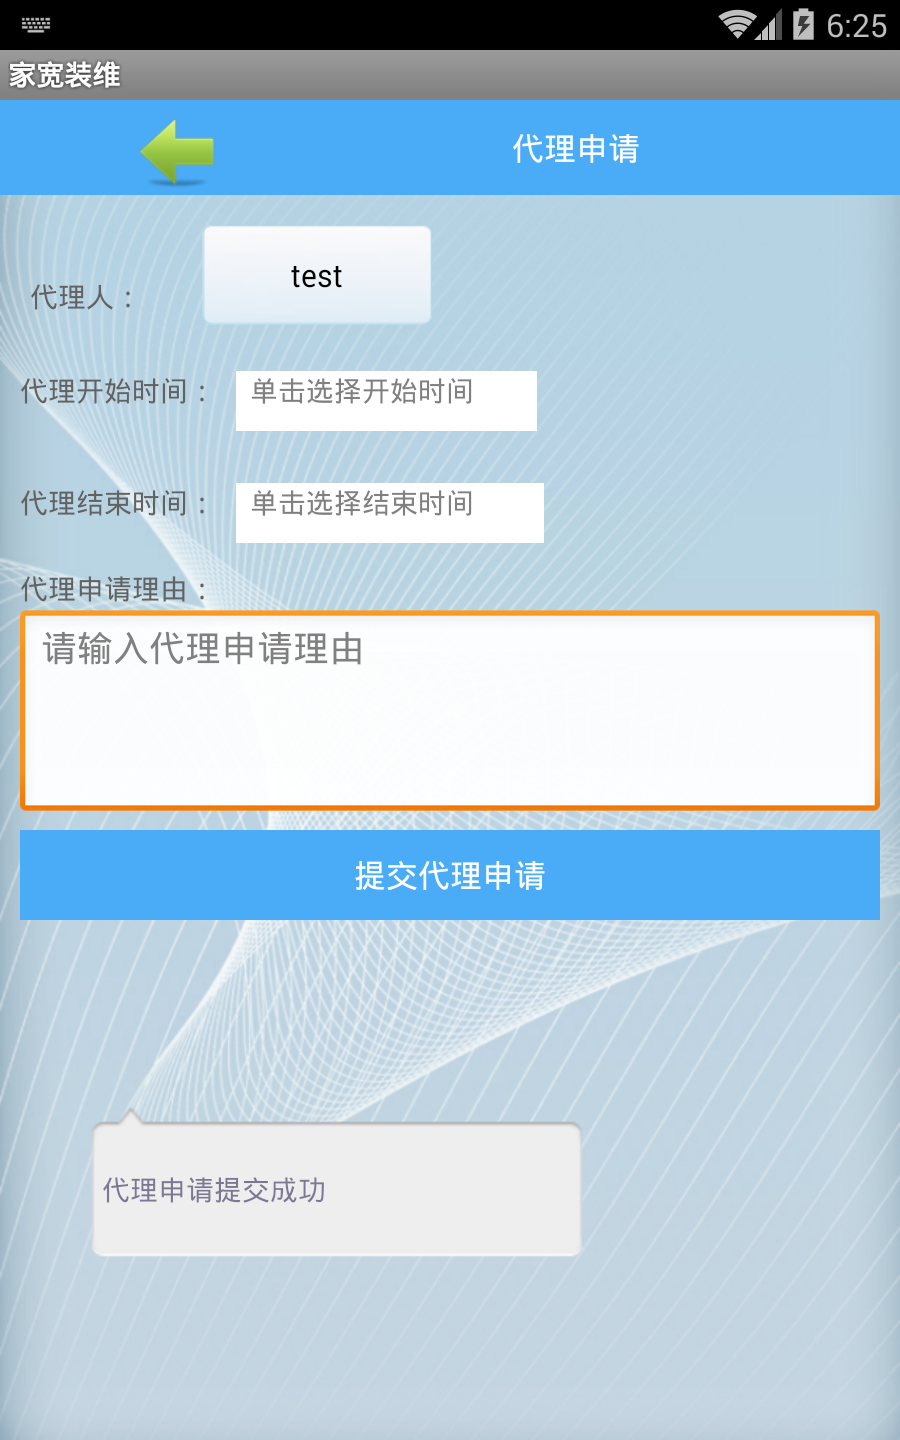 6:25
家宽装维
代理申请
代理人：
test
代理开始时间：
单击选择开始时间
代理结束时间：
单击选择结束时间
代理申请理由：
请输入代理申请理由
提交代理申请
代理申请提交成功